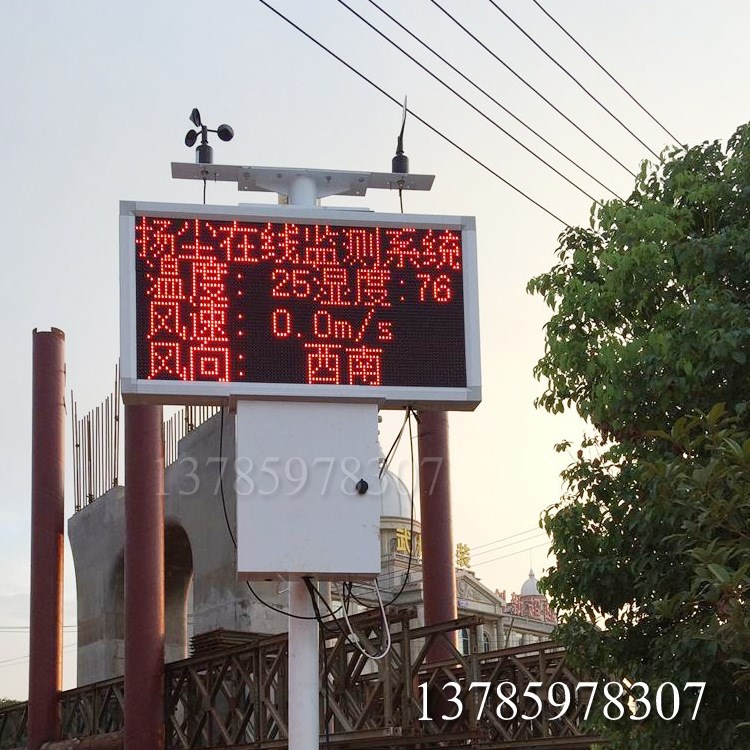 扬尘在线监测系统
温度: 25湿度:76
风速: 0.0m/s
风向: 西南
13785978307
13785978307